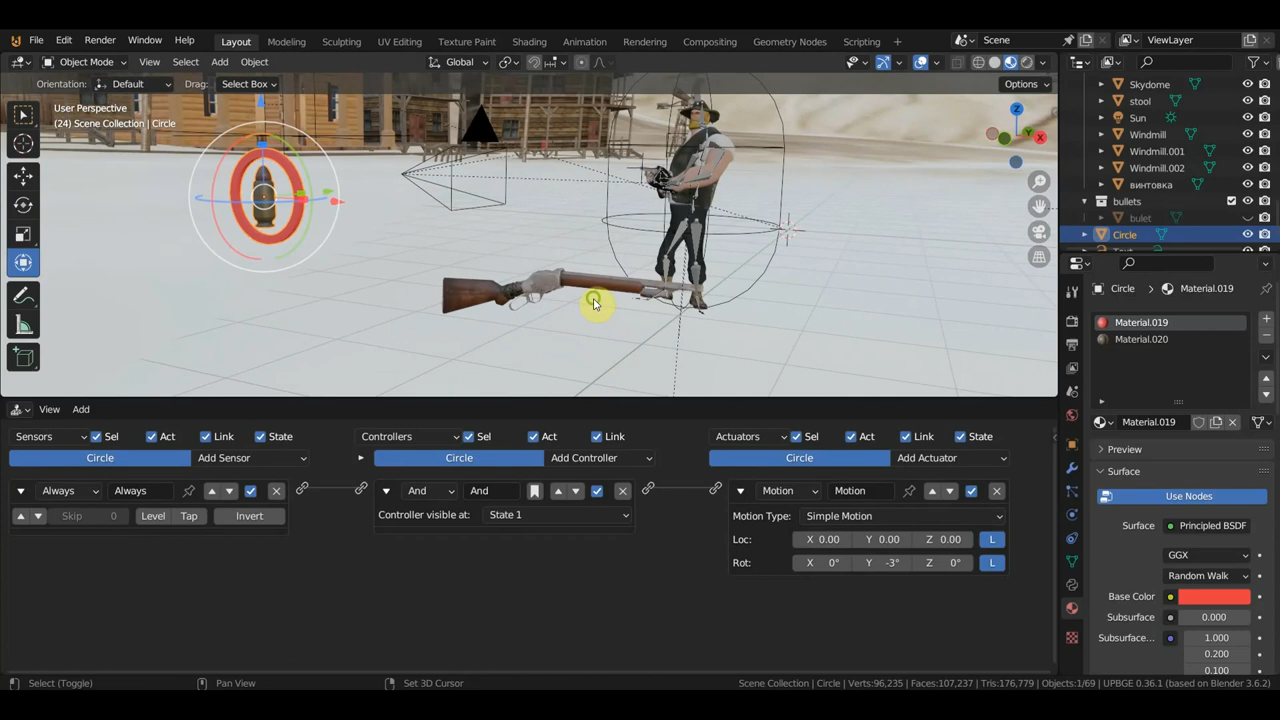 File Edit Render Window Help Layout Modeling Sculpting UV Editing Texture Paint Shading Animation Rendering Compositing Geometry Nodes Scripting + Scene ViewLayer
Object Mode View Select Add Object Global Options
Orientation: Default Drag: Select Box
User Perspective
(24) Scene Collection | Circle
Z
Y
X
Skydome
stool
Sun
Windmill
Windmill.001
Windmill.002
винтовка
bullets
bulet
Circle
Circle Material.019
Material.019
Material.020
Material.019
Preview
Surface
Use Nodes
Surface Principled BSDF
GGX
Random Walk
Base Color
Subsurface 0.000
Subsurface... 1.000
0.200
0.100
View Add
Sensors Sel Act Link State Controllers Sel Act Link Actuators Sel Act Link State
Circle Add Sensor Circle Add Controller Circle Add Actuator
Always Always And And Motion Motion
Skip 0 Level Tap Invert Controller visible at: State 1 Motion Type: Simple Motion
Loc: X 0.00 Y 0.00 Z 0.00 L
Rot: X 0° Y -3° Z 0° L
Select (Toggle) Pan View Set 3D Cursor Scene Collection | Circle | Verts:96,235 | Faces:107,237 | Tris:176,779 | Objects:1/69 | UPBGE 0.36.1 (based on Blender 3.6.2)